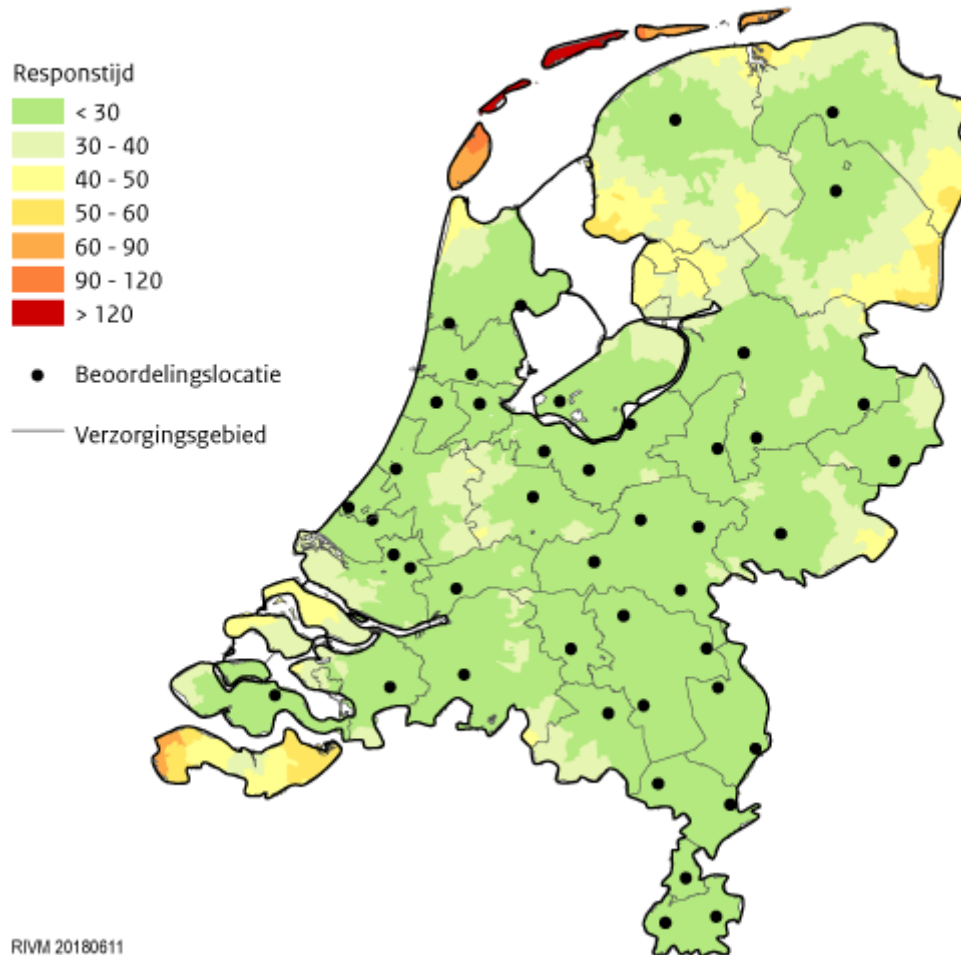 Responstijd
< 30
30 - 40
40 - 50
50 - 60
60 - 90
90 - 120
> 120
Beoordelingslocatie
Verzorgingsgebied
RIVM 20180611